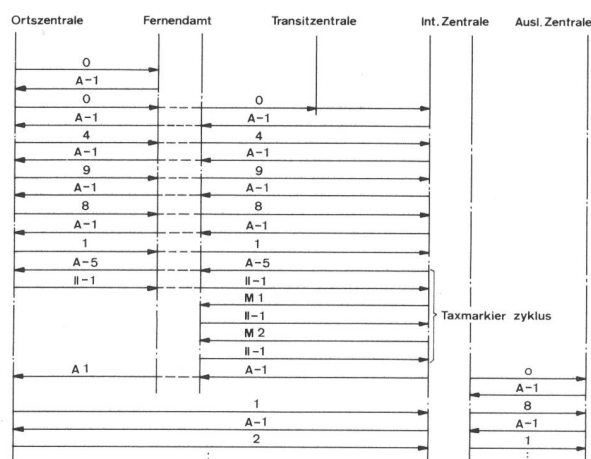 Ortszentrale Fernendamt Transitzentrale Int. Zentrale Ausl. Zentrale
0
A-1
0 0
A-1 A-1
4 4
A-1 A-1
9 9
A-1 A-1
8 8
A-1 A-1
1 1
A-5 A-5
II-1 II-1
M 1
II-1 Taxmarkier zyklus
M 2
II-1
A 1 A-1 0
A-1
1 8
A-1 A-1
2 1